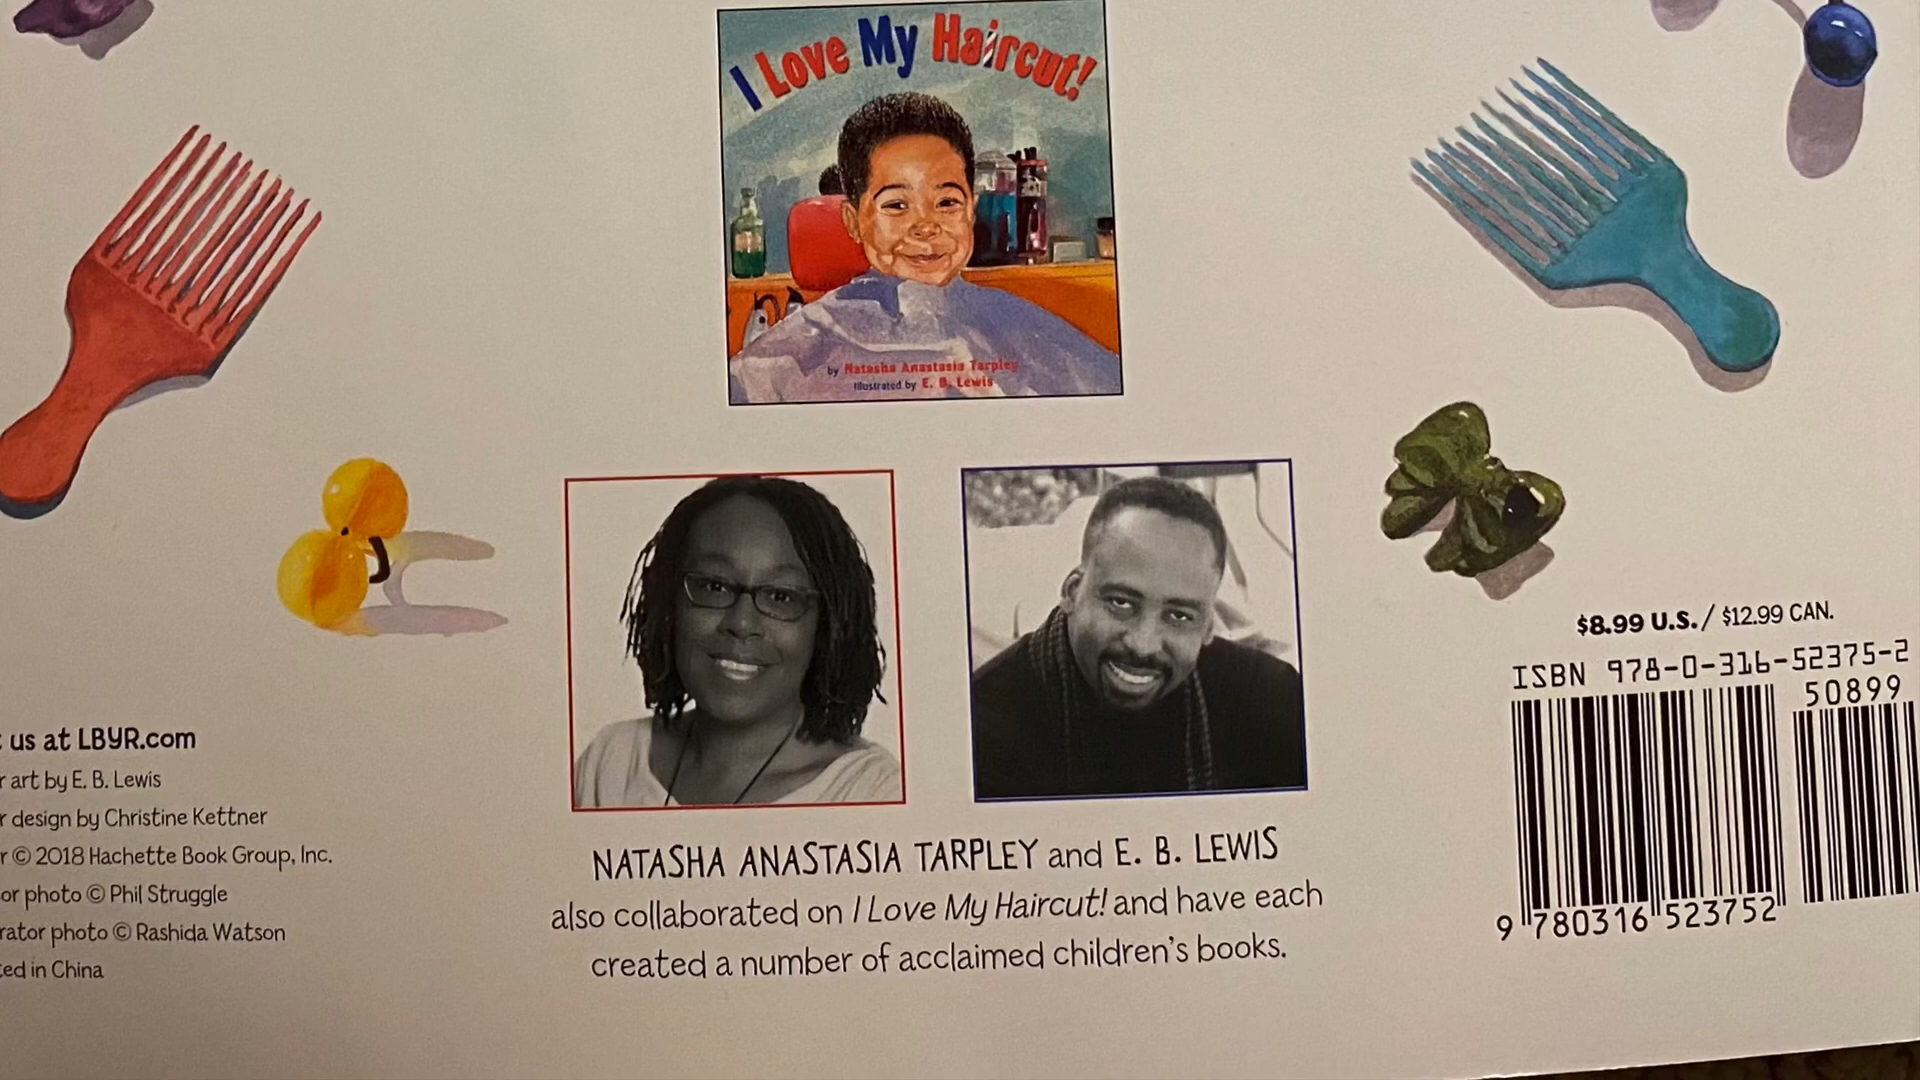 I Love My Haircut!
by Natasha Anastasia Tarpley
Illustrated by E. B. Lewis
us at LBYR.com
art by E. B. Lewis
design by Christine Kettner
© 2018 Hachette Book Group, Inc.
photo © Phil Struggle
photo © Rashida Watson
in China
NATASHA ANASTASIA TARPLEY and E. B. LEWIS
also collaborated on I Love My Haircut! and have each
created a number of acclaimed children's books.
$8.99 U.S. / $12.99 CAN.
ISBN 978-0-316-52375-2
50899
9 780316 523752